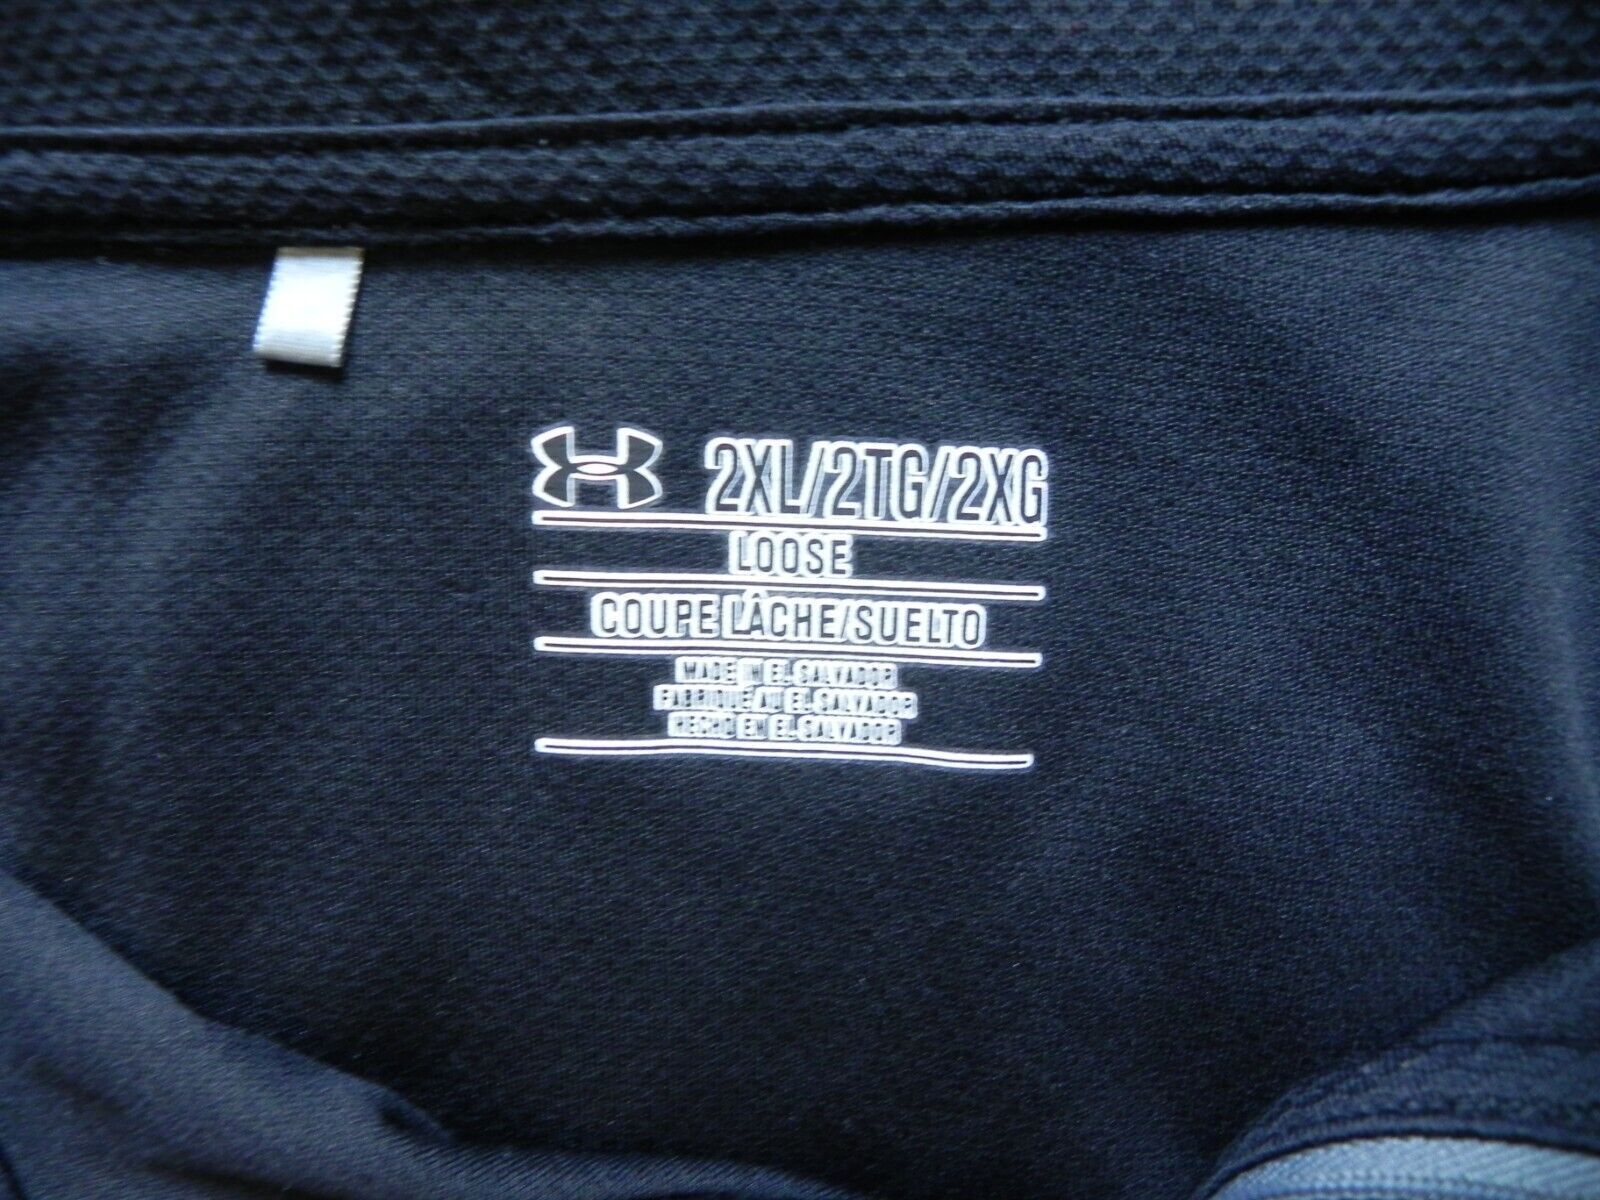 2XL/2TG/2XG
LOOSE
COUPE LÂCHE/SUELTO
MADE IN EL SALVADOR
FABRIQUÉ AU EL SALVADOR
HECHO EN EL SALVADOR